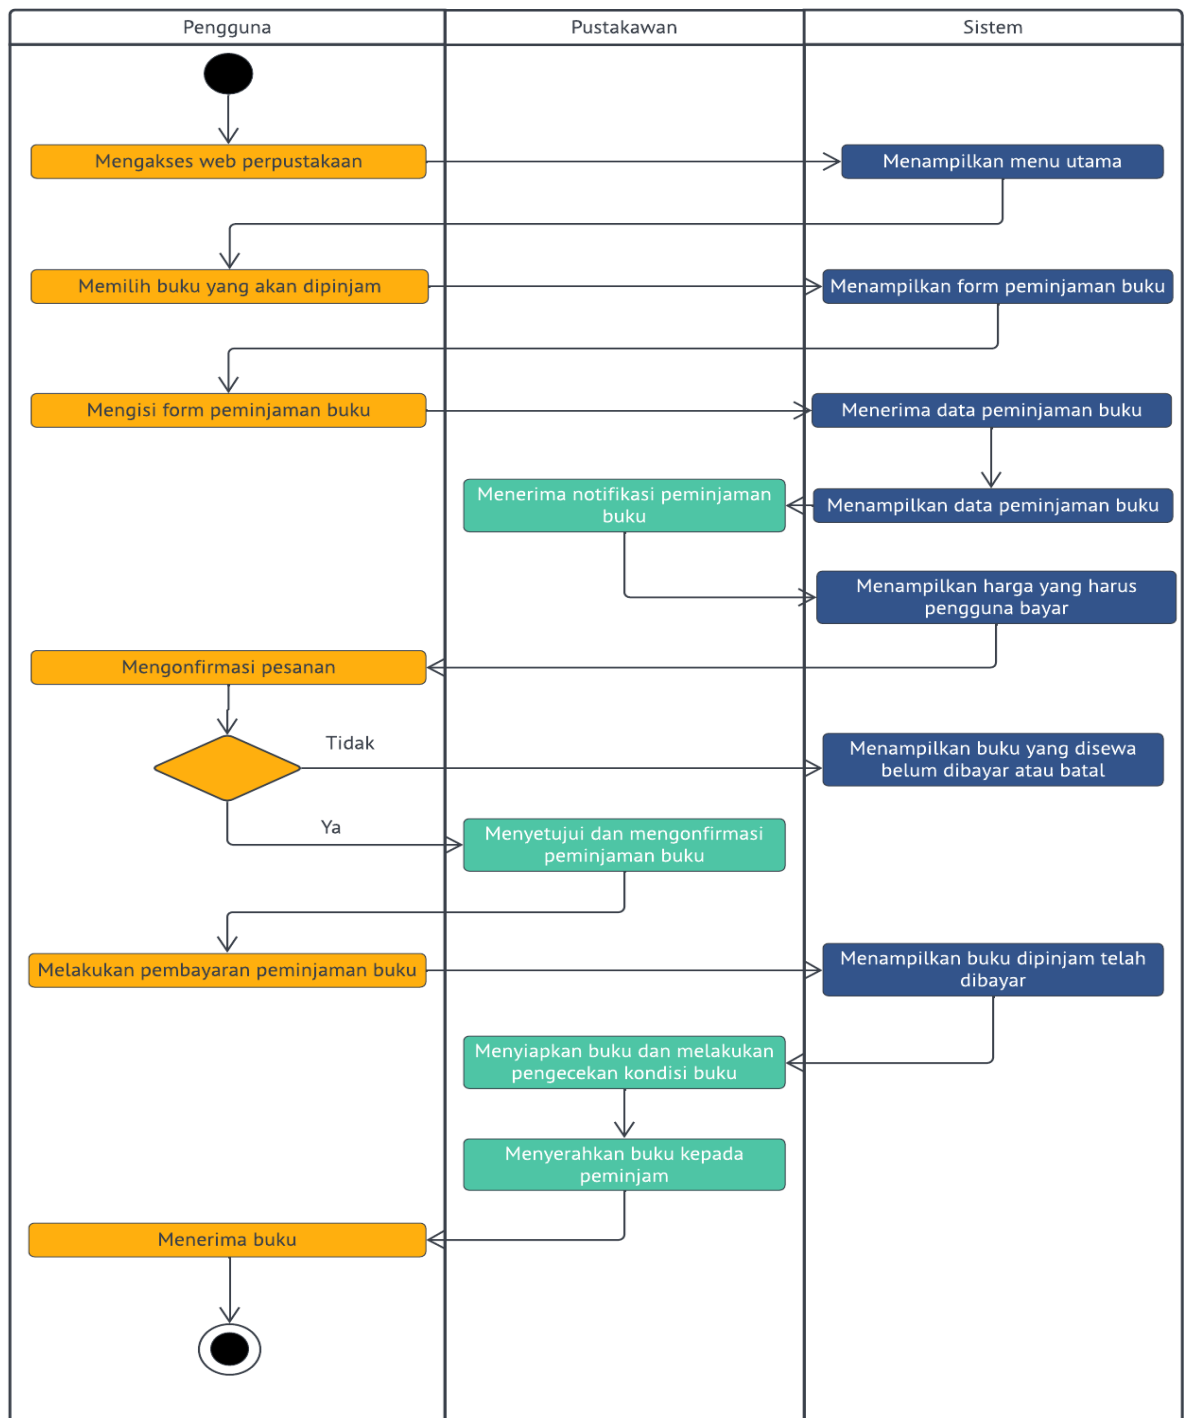 Pengguna
Pustakawan
Sistem
Mengakses web perpustakaan
Menampilkan menu utama
Memilih buku yang akan dipinjam
Menampilkan form peminjaman buku
Mengisi form peminjaman buku
Menerima data peminjaman buku
Menerima notifikasi peminjaman
buku
Menampilkan data peminjaman buku
Menampilkan harga yang harus
pengguna bayar
Mengonfirmasi pesanan
Tidak
Menampilkan buku yang disewa
belum dibayar atau batal
Ya
Menyetujui dan mengonfirmasi
peminjaman buku
Melakukan pembayaran peminjaman buku
Menampilkan buku dipinjam telah
dibayar
Menyiapkan buku dan melakukan
pengecekan kondisi buku
Menyerahkan buku kepada
peminjam
Menerima buku